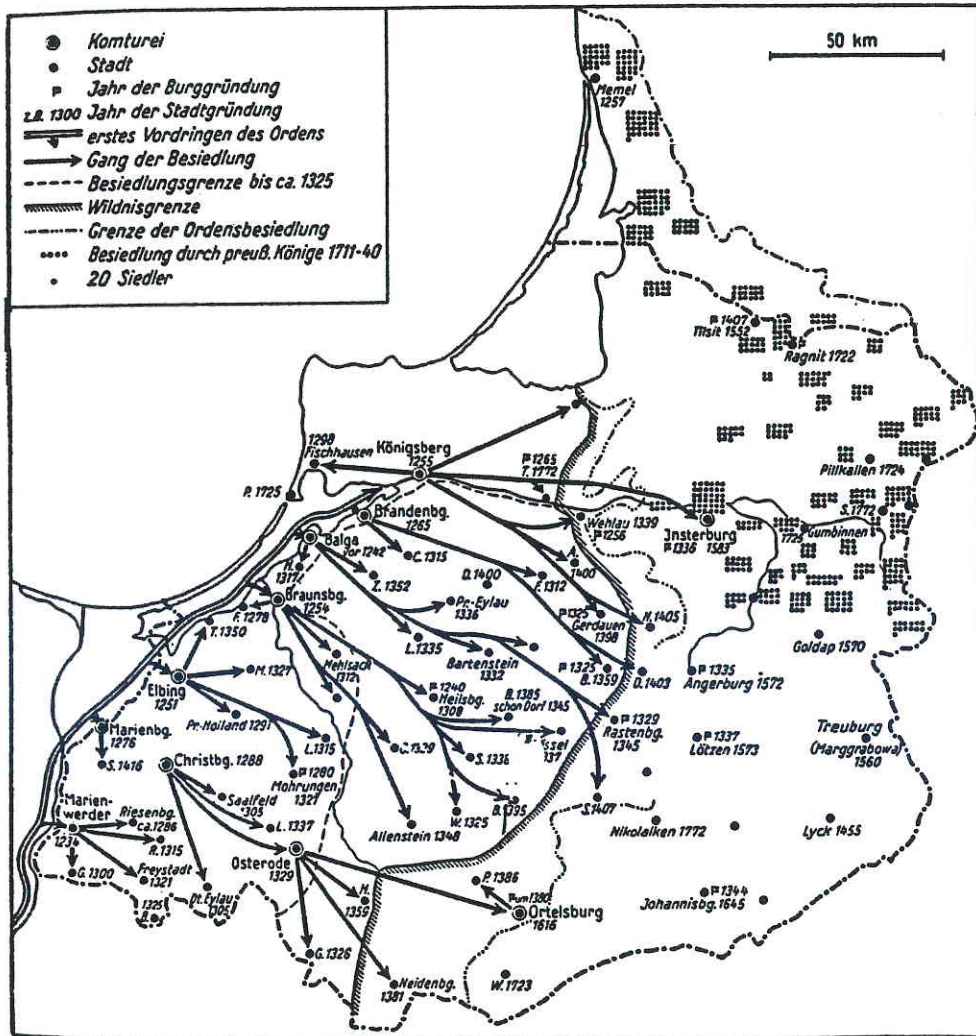 Komturei
Stadt
Jahr der Burggründung
z.B. 1300 Jahr der Stadtgründung
erstes Vordringen des Ordens
Gang der Besiedlung
Besiedlungsgrenze bis ca. 1325
Wildnisgrenze
Grenze der Ordensbesiedlung
Besiedlung durch preuß. Könige 1711-40
20 Siedler
50 km
Memel
1257
1407
Tilsit 1552
Ragnit 1722
1298
Fischhausen
Königsberg
1255
1265
T. 1772
Pillkallen 1724
P. 1725
Brandenbg.
1265
Wehlau 1339
1256
Insterburg
1336 1583
S. 1772
Gumbinnen
1725
Balga
vor 1242
C. 1315
A.
1400
H.
1317
Z. 1352
D. 1400
F. 1312
Braunsbg.
1254
Pr.-Eylau
1336
1325
Gerdauen
1398
N. 1405
F. 1278
T. 1350
L. 1335
Goldap 1570
Mehlsack
1312
Bartenstein
1332
1325
B. 1359
D. 1403
1335
Angerburg 1572
M. 1327
Elbing
1251
1240
Heilsbg.
1308
B. 1385
schon Dorf 1345
1329
Rastenbg.
1345
Pr.-Holland 1297
Marienbg.
1276
L. 1315
1337
Lötzen 1573
Treuburg
(Marggrabowa)
1560
S. 1416
Christbg. 1288
1280
Mohrungen
1327
S. 1338
Saalfeld
1305
B. 1395
S. 1407
Marien-
werder
1234
Riesenbg.
ca. 1286
L. 1337
W. 1325
Allenstein 1348
Nikolaiken 1772
Lyck 1455
R. 1315
Osterode
1329
G. 1300
Freystadt
1321
Dt. Eylau
1305
P. 1386
um 1380
1344
Johannisbg. 1645
H.
1359
Ortelsburg
1616
1325
G. 1326
Neidenbg.
1381
W. 1723